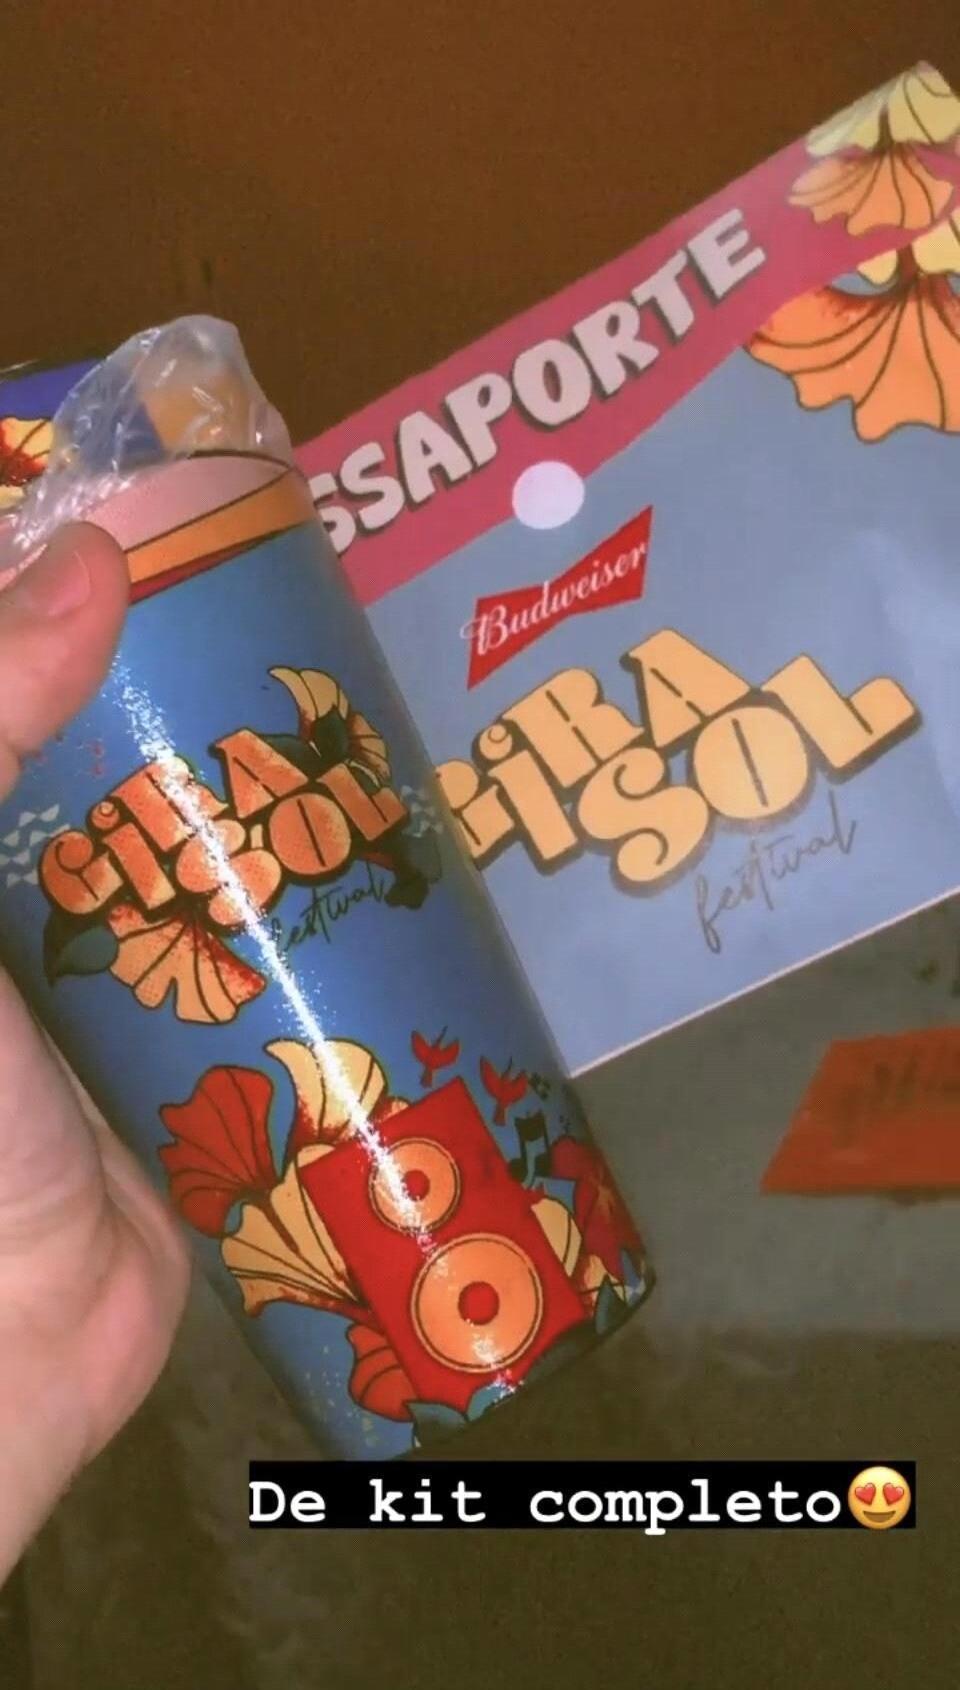 SSAPORTE
Budweiser
GiRA
SOL
festival
GiRA
SOL
festival
De kit completo😍